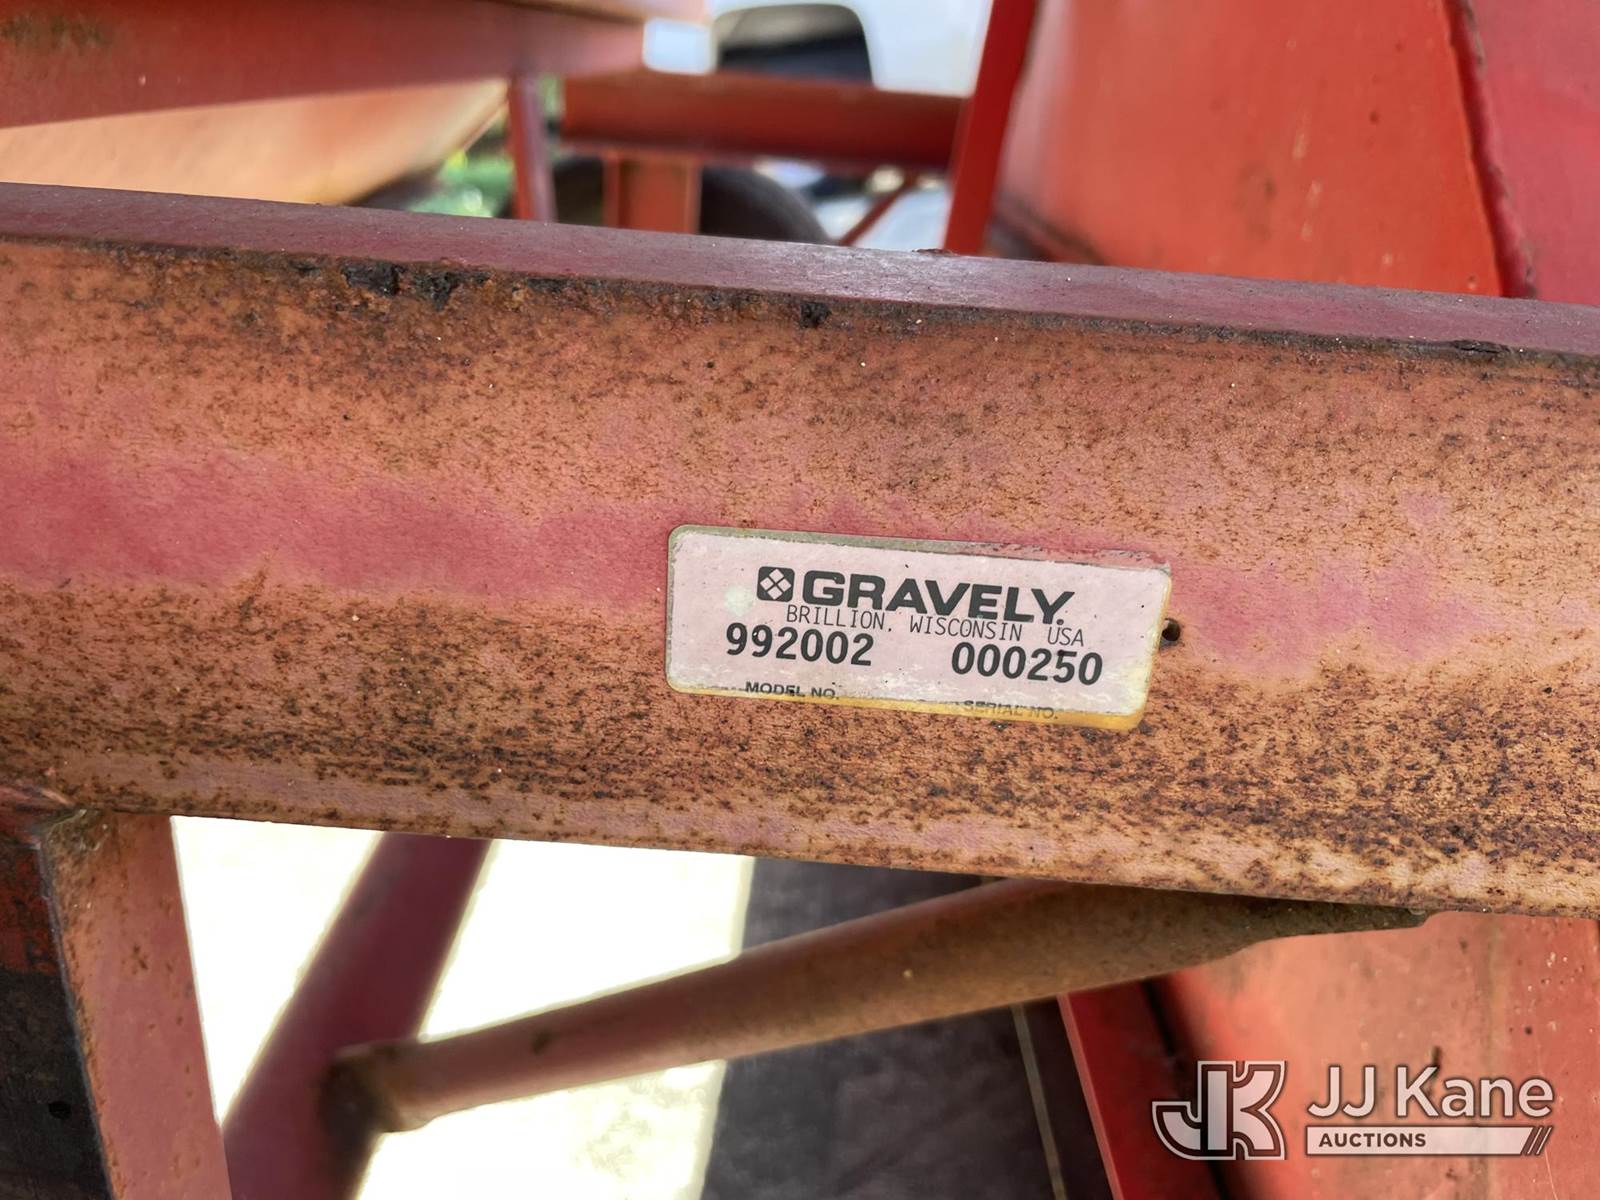 GRAVELY.
BRILLION, WISCONSIN USA
992002 000250
MODEL NO. SERIAL NO.
JJ Kane
AUCTIONS